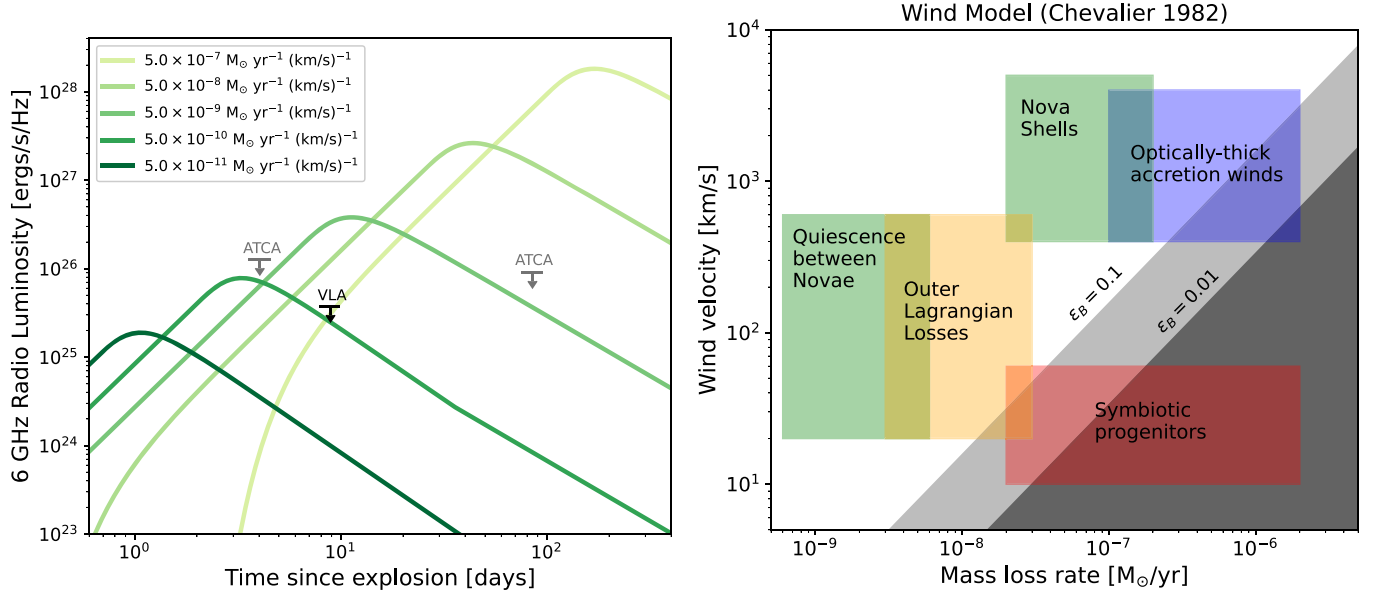 10²⁸
10²⁷
10²⁶
10²⁵
10²⁴
10²³
6 GHz Radio Luminosity [ergs/s/Hz]
5.0 × 10⁻⁷ M☉ yr⁻¹ (km/s)⁻¹
5.0 × 10⁻⁸ M☉ yr⁻¹ (km/s)⁻¹
5.0 × 10⁻⁹ M☉ yr⁻¹ (km/s)⁻¹
5.0 × 10⁻¹⁰ M☉ yr⁻¹ (km/s)⁻¹
5.0 × 10⁻¹¹ M☉ yr⁻¹ (km/s)⁻¹
ATCA
VLA
ATCA
10⁰
10¹
10²
Time since explosion [days]
Wind Model (Chevalier 1982)
10⁴
10³
10²
10¹
Wind velocity [km/s]
Nova
Shells
Optically-thick
accretion winds
Quiescence
between
Novae
Outer
Lagrangian
Losses
ϵ_B = 0.1
ϵ_B = 0.01
Symbiotic
progenitors
10⁻⁹
10⁻⁸
10⁻⁷
10⁻⁶
Mass loss rate [M☉/yr]